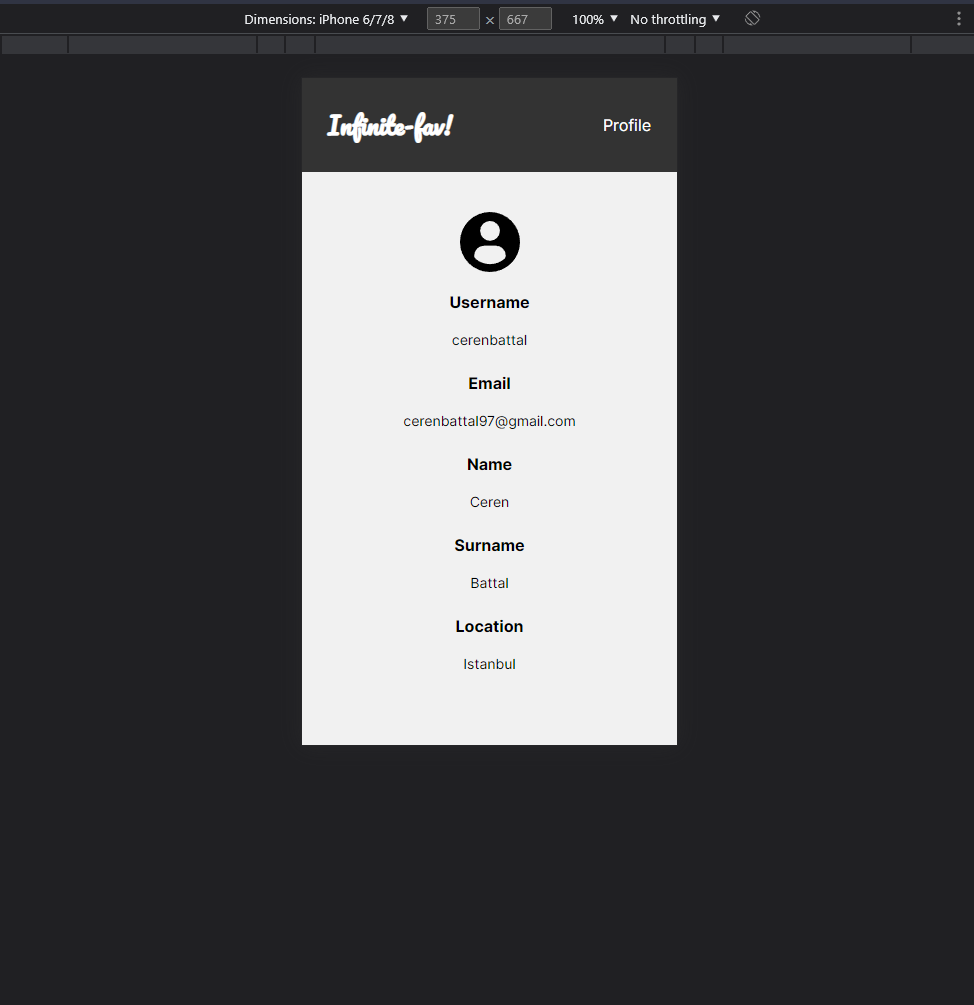 Dimensions: iPhone 6/7/8 ▼ 375 × 667 100% ▼ No throttling ▼
Infinite-fav! Profile
Username
cerenbattal
Email
cerenbattal97@gmail.com
Name
Ceren
Surname
Battal
Location
Istanbul